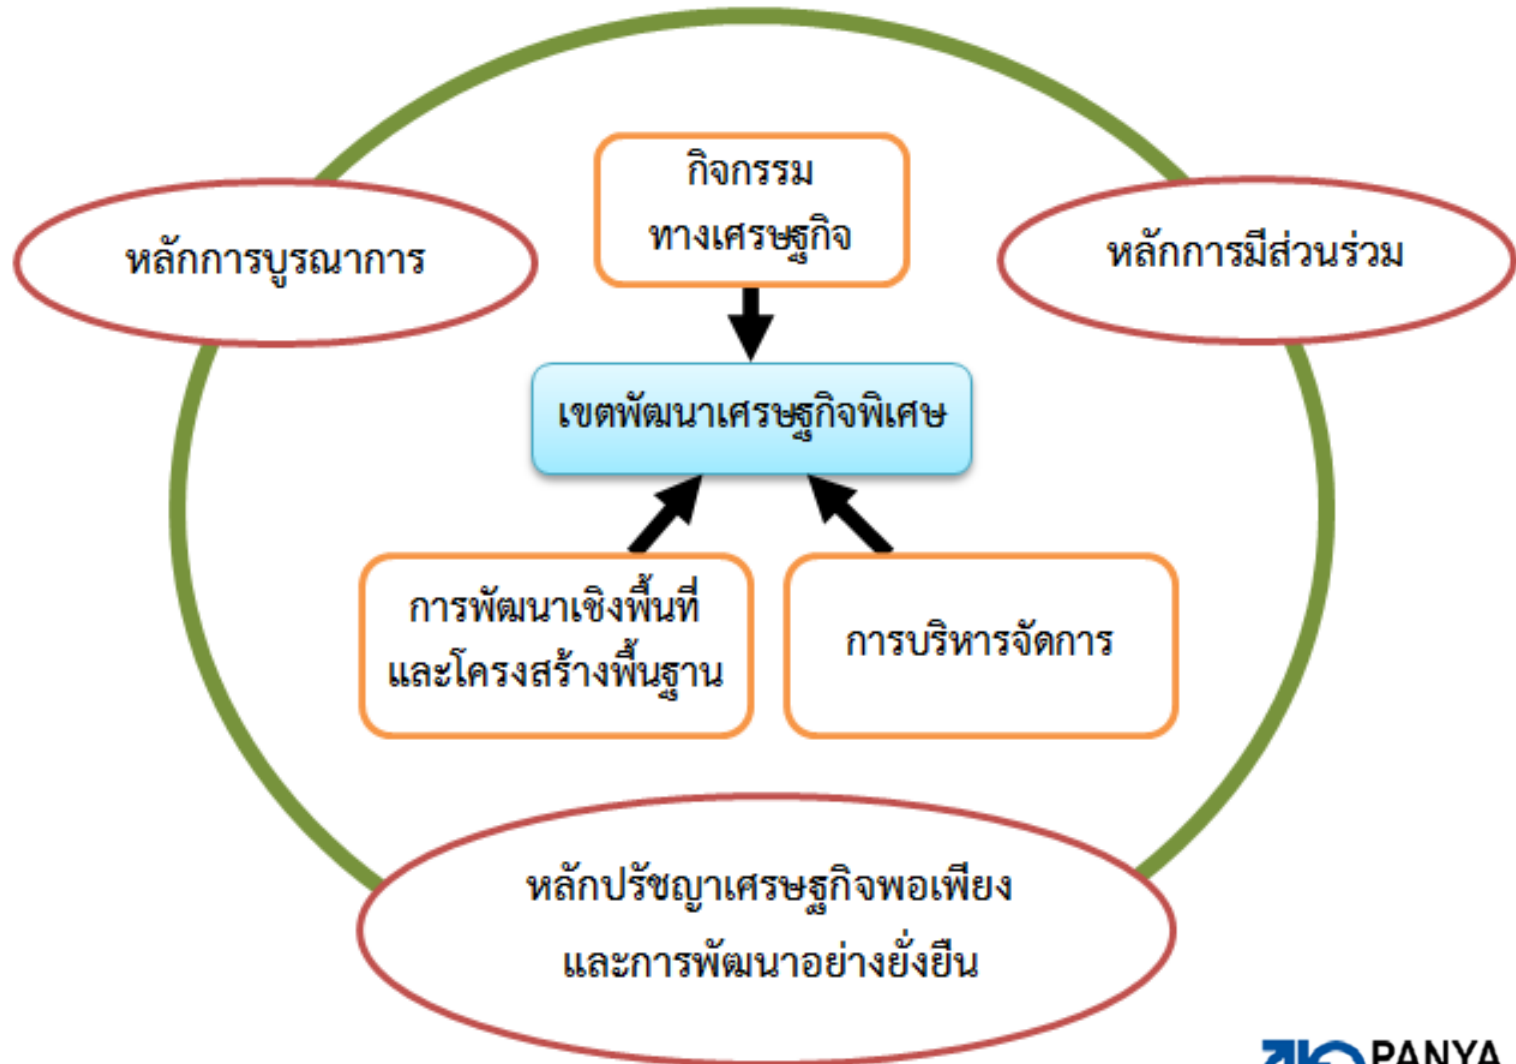 กิจกรรม
ทางเศรษฐกิจ
หลักการบูรณาการ
หลักการมีส่วนร่วม
เขตพัฒนาเศรษฐกิจพิเศษ
การพัฒนาเชิงพื้นที่
และโครงสร้างพื้นฐาน
การบริหารจัดการ
หลักปรัชญาเศรษฐกิจพอเพียง
และการพัฒนาอย่างยั่งยืน
PANYA